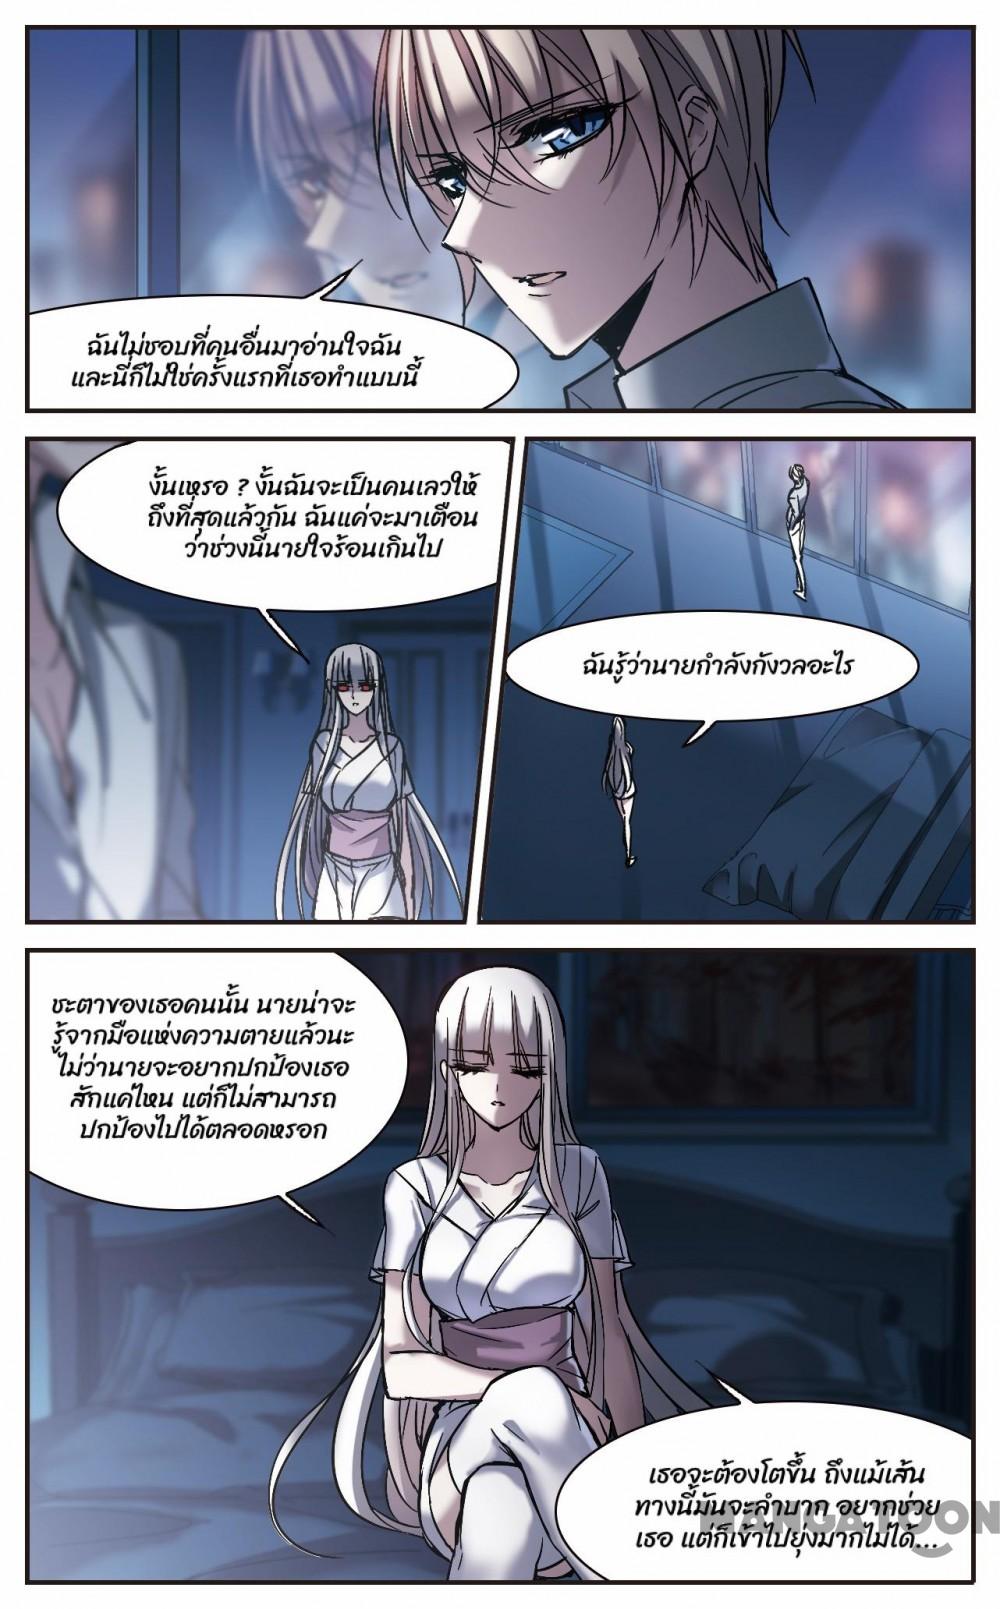 ฉันไม่ชอบที่คนอื่นมาอ่านใจฉัน
และนี่ก็ไม่ใช่ครั้งแรกที่เธอทำแบบนี้
งั้นเหรอ ? งั้นฉันจะเป็นคนเลวให้
ถึงที่สุดแล้วกัน ฉันแค่จะมาเตือน
ว่าช่วงนี้นายใจร้อนเกินไป
ฉันรู้ว่านายกำลังกังวลอะไร
ชะตาของเธอคนนั้น นายน่าจะ
รู้จากมือแห่งความตายแล้วนะ
ไม่ว่านายจะอยากปกป้องเธอ
สักแค่ไหน แต่ก็ไม่สามารถ
ปกป้องไปได้ตลอดหรอก
เธอจะต้องโตขึ้น ถึงแม้เส้น
ทางนี้มันจะลำบาก อยากช่วย
เธอ แต่ก็เข้าไปยุ่งมากไม่ได้...
MANGATOON